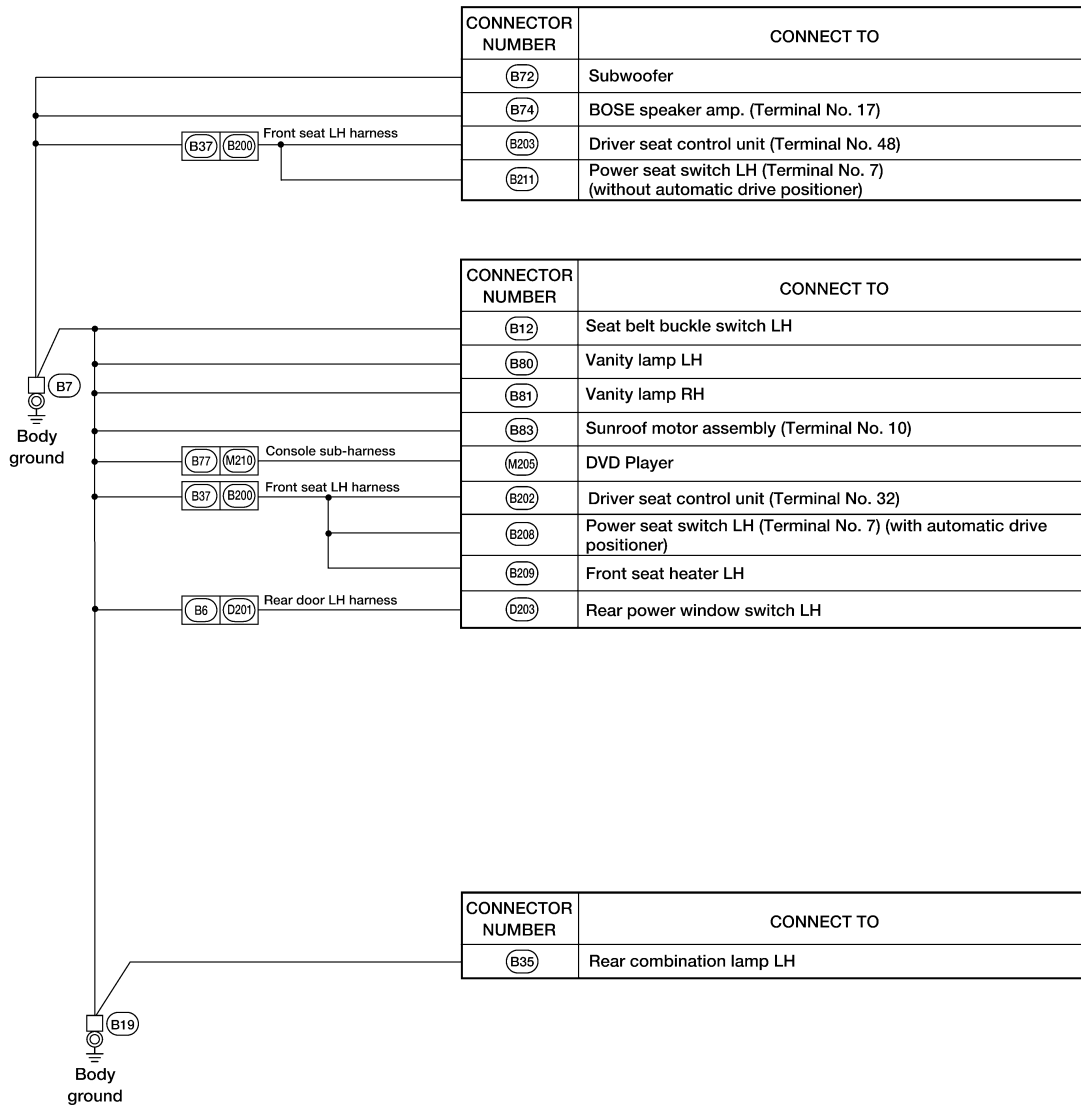 CONNECTOR
NUMBER
CONNECT TO
B72
Subwoofer
B74
BOSE speaker amp. (Terminal No. 17)
B37 B200
Front seat LH harness
B203
Driver seat control unit (Terminal No. 48)
B211
Power seat switch LH (Terminal No. 7)
(without automatic drive positioner)
CONNECTOR
NUMBER
CONNECT TO
B12
Seat belt buckle switch LH
B80
Vanity lamp LH
B7
Body
ground
B81
Vanity lamp RH
B83
Sunroof motor assembly (Terminal No. 10)
B77 M210
Console sub-harness
M205
DVD Player
B37 B200
Front seat LH harness
B202
Driver seat control unit (Terminal No. 32)
B208
Power seat switch LH (Terminal No. 7) (with automatic drive
positioner)
B209
Front seat heater LH
B6 D201
Rear door LH harness
D203
Rear power window switch LH
CONNECTOR
NUMBER
CONNECT TO
B35
Rear combination lamp LH
B19
Body
ground